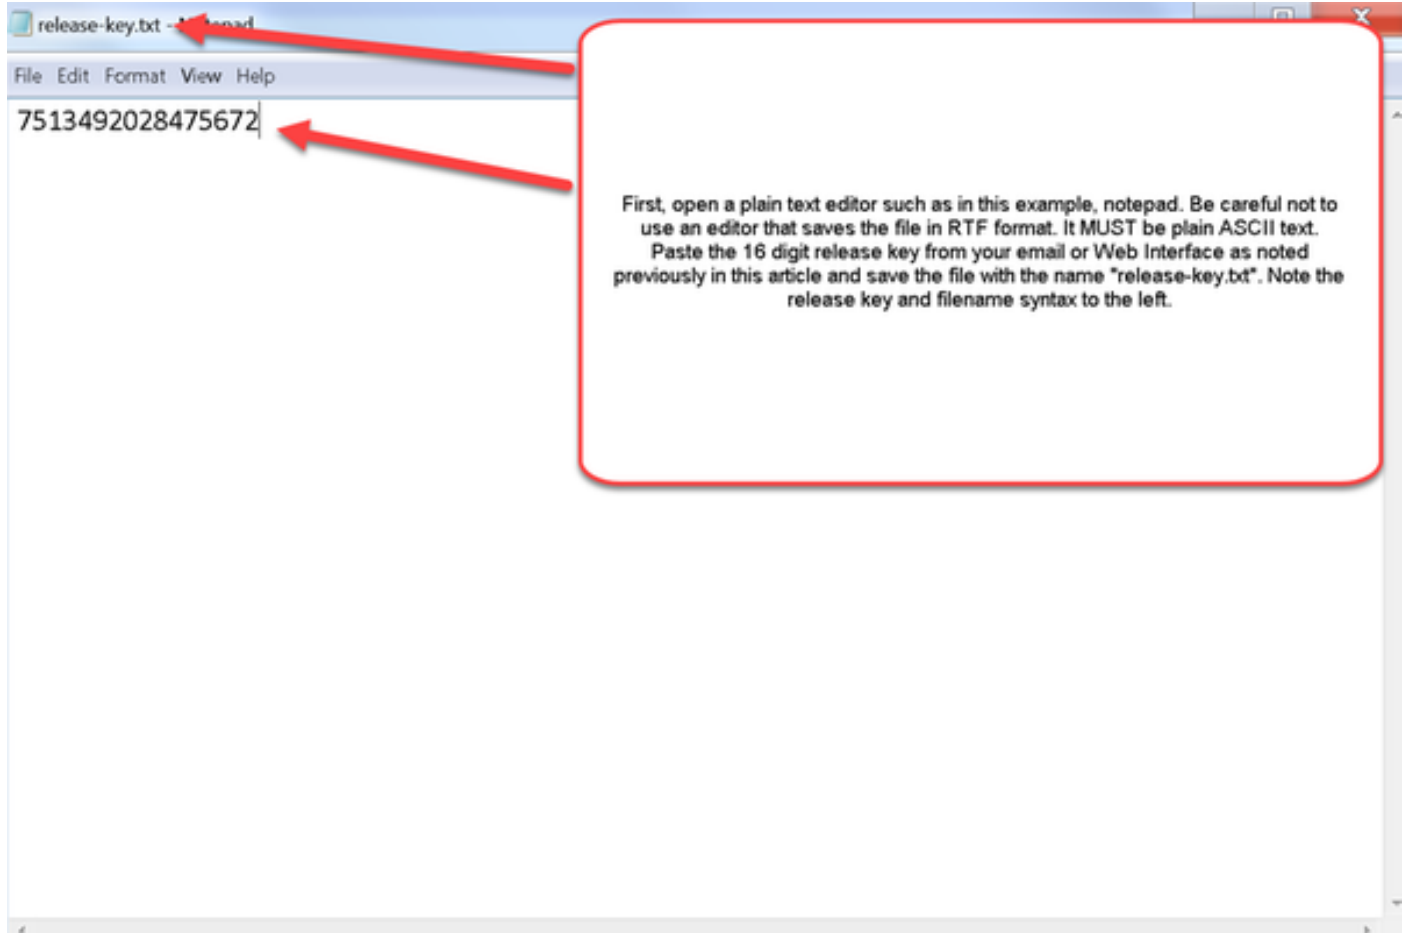 release-key.txt - Notepad
File Edit Format View Help
7513492028475672
First, open a plain text editor such as in this example, notepad. Be careful not to
use an editor that saves the file in RTF format. It MUST be plain ASCII text.
Paste the 16 digit release key from your email or Web Interface as noted
previously in this article and save the file with the name "release-key.txt". Note the
release key and filename syntax to the left.